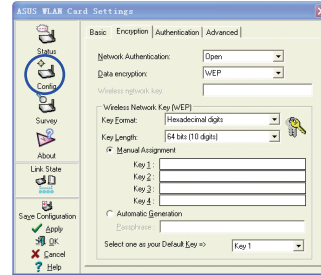 ASUS WLAN Card Settings
Status
Config
Survey
About
Link State
Save Configuration
Apply
OK
Cancel
Help
Basic Encryption Authentication Advanced
Network Authentication: Open
Data encryption: WEP
Wireless network key:
Wireless Network Key (WEP)
Key Format: Hexadecimal digits
Key Length: 64 bits (10 digits)
Manual Assignment
Key 1:
Key 2:
Key 3:
Key 4:
Automatic Generation
Passphrase:
Select one as your Default Key => Key 1